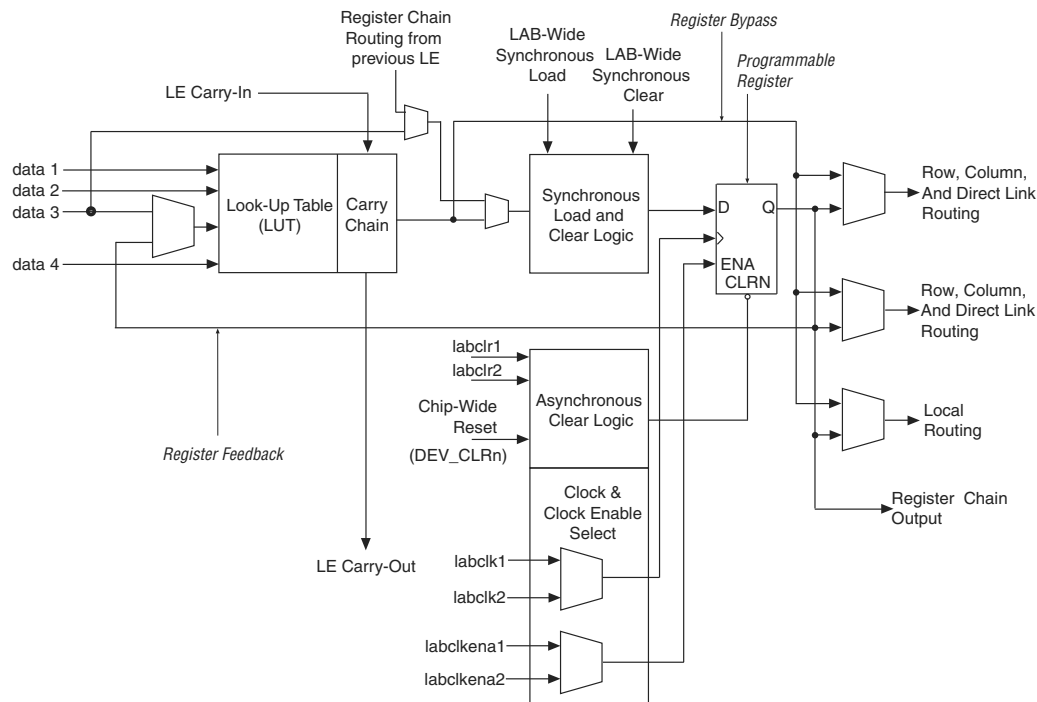 Register Chain
Routing from
previous LE
LAB-Wide
Synchronous
Load
LAB-Wide
Synchronous
Clear
Register Bypass
Programmable
Register
LE Carry-In
data 1
data 2
data 3
data 4
Look-Up Table
(LUT)
Carry
Chain
Synchronous
Load and
Clear Logic
D
Q
ENA
CLRN
Row, Column,
And Direct Link
Routing
Row, Column,
And Direct Link
Routing
Local
Routing
Register Chain
Output
labclr1
labclr2
Chip-Wide
Reset
(DEV_CLRn)
Asynchronous
Clear Logic
Register Feedback
Clock &
Clock Enable
Select
LE Carry-Out
labclk1
labclk2
labclkena1
labclkena2